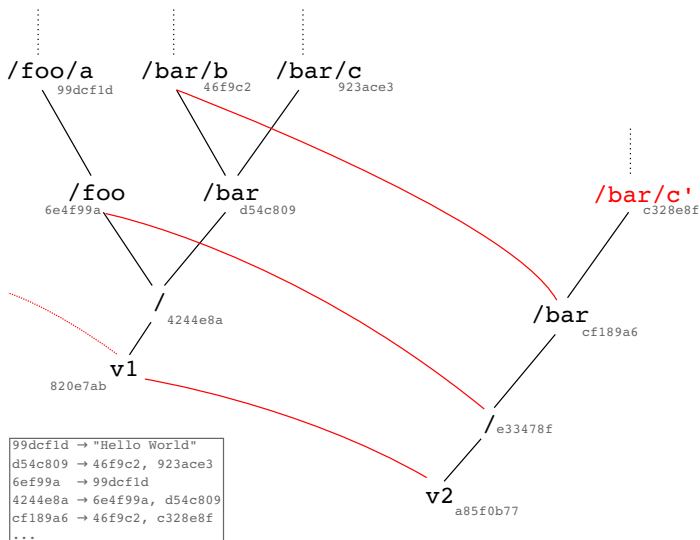 /foo/a /bar/b /bar/c
99dcf1d 46f9c2 923ace3
/foo /bar /bar/c'
6e4f99a d54c809 c328e8f
/
4244e8a
/bar
cf189a6
v1
820e7ab
/
e33478f
v2
a85f0b77
99dcf1d → "Hello World"
d54c809 → 46f9c2, 923ace3
6ef99a → 99dcf1d
4244e8a → 6e4f99a, d54c809
cf189a6 → 46f9c2, c328e8f
...